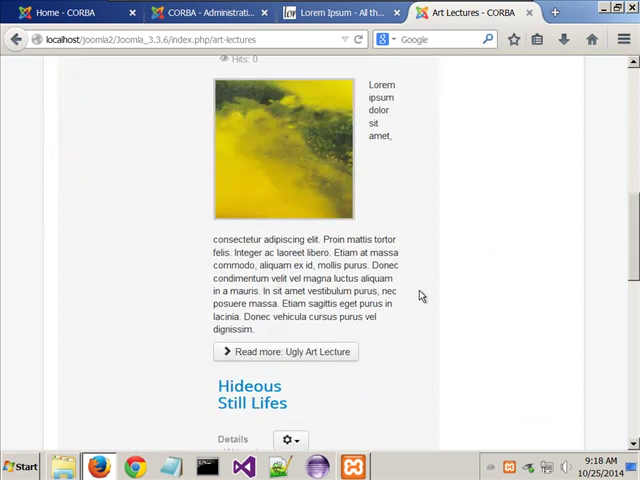 Home - CORBA
CORBA - Administrati...
Lorem Ipsum - All th...
Art Lectures - CORBA
localhost/joomla2/Joomla_3.3.6/index.php/art-lectures
Google
Hits: 0
Lorem
ipsum
dolor
sit
amet,
consectetur adipiscing elit. Proin mattis tortor
felis. Integer ac laoreet libero. Etiam at massa
commodo, aliquam ex id, mollis purus. Donec
condimentum velit vel magna luctus aliquam
in a mauris. In sit amet vestibulum purus, nec
posuere massa. Etiam sagittis eget purus in
lacinia. Donec vehicula cursus purus vel
dignissim.
Read more: Ugly Art Lecture
Hideous
Still Lifes
Details
Start
9:18 AM
10/25/2014